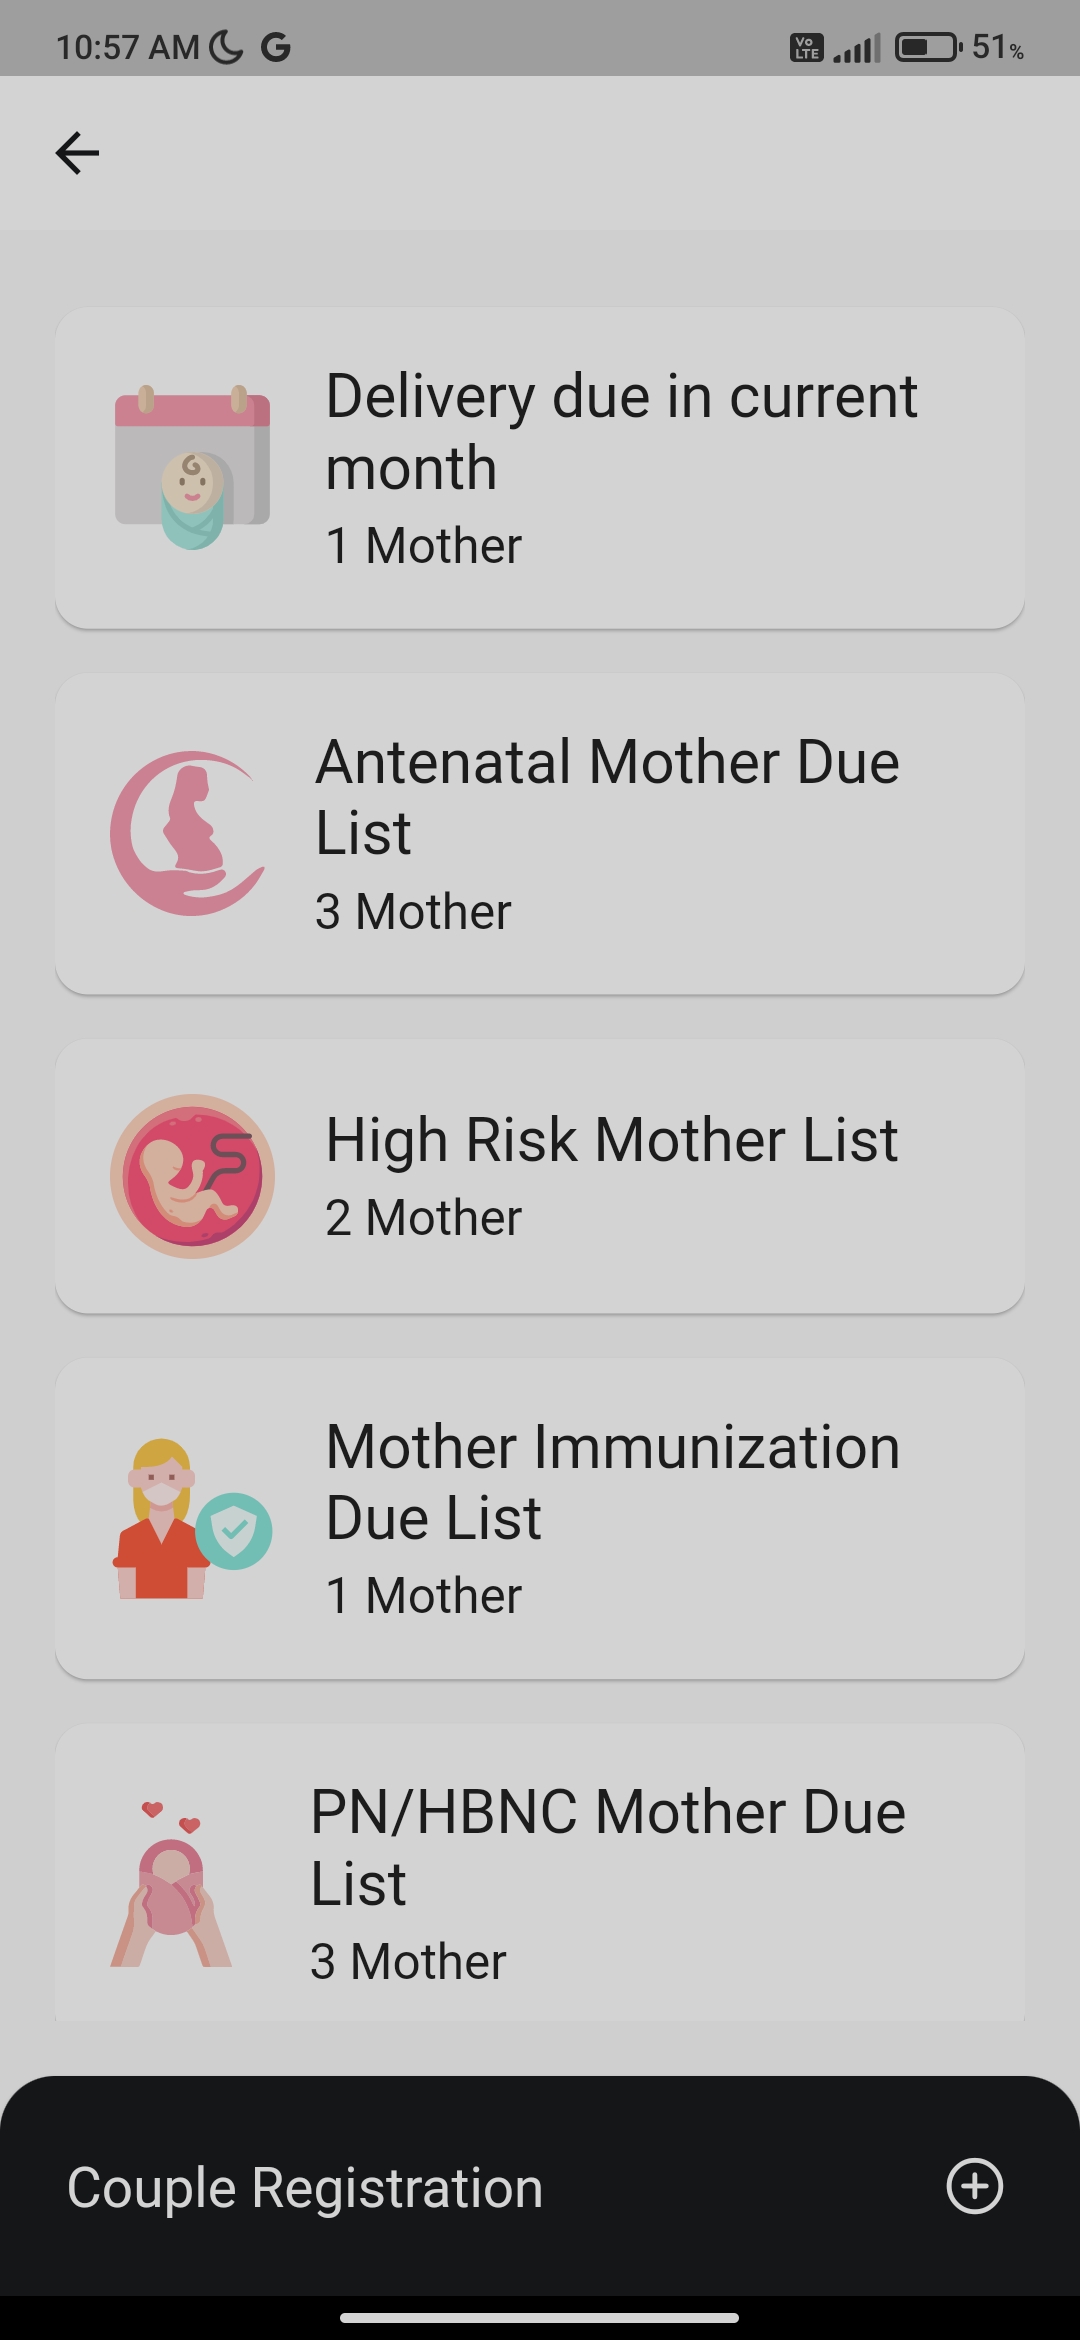 10:57 AM
Vo LTE
51%
Delivery due in current
month
1 Mother
Antenatal Mother Due
List
3 Mother
High Risk Mother List
2 Mother
Mother Immunization
Due List
1 Mother
PN/HBNC Mother Due
List
3 Mother
Couple Registration